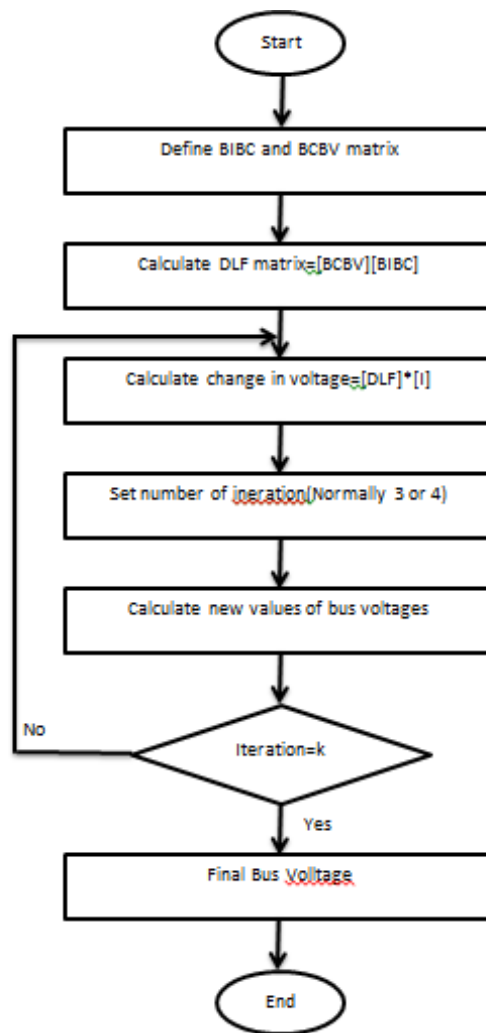 Start
Define BIBC and BCBV matrix
Calculate DLF matrix=[BCBV][BIBC]
Calculate change in voltage=[DLF]*[I]
Set number of ineration(Normally 3 or 4)
Calculate new values of bus voltages
Iteration=k
No
Yes
Final Bus Volltage
End